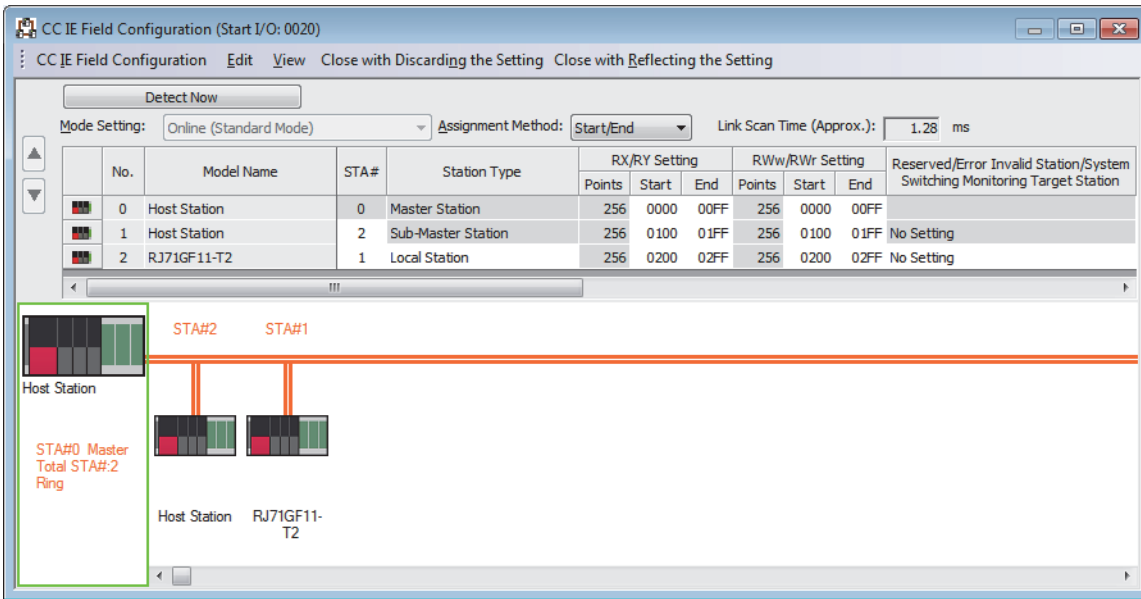 CC IE Field Configuration (Start I/O: 0020)
CC IE Field Configuration Edit View Close with Discarding the Setting Close with Reflecting the Setting
Detect Now
Mode Setting: Online (Standard Mode) Assignment Method: Start/End Link Scan Time (Approx.): 1.28 ms
No. Model Name STA# Station Type RX/RY Setting RWw/RWr Setting Reserved/Error Invalid Station/System Switching Monitoring Target Station
Points Start End Points Start End
0 Host Station 0 Master Station 256 0000 00FF 256 0000 00FF
1 Host Station 2 Sub-Master Station 256 0100 01FF 256 0100 01FF No Setting
2 RJ71GF11-T2 1 Local Station 256 0200 02FF 256 0200 02FF No Setting
STA#2 STA#1
Host Station
STA#0 Master
Total STA#:2
Ring
Host Station RJ71GF11-
T2